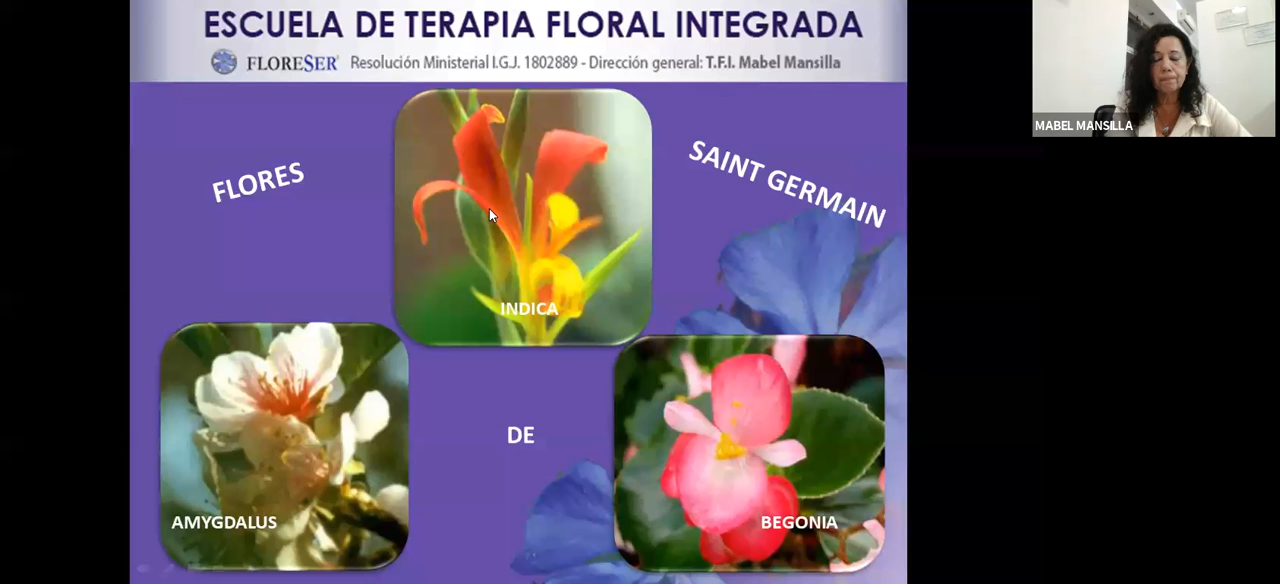 ESCUELA DE TERAPIA FLORAL INTEGRADA
FLORESER Resolución Ministerial I.G.J. 1802889 - Dirección general: T.F.I. Mabel Mansilla
MABEL MANSILLA
FLORES
SAINT GERMAIN
INDICA
DE
AMYGDALUS
BEGONIA